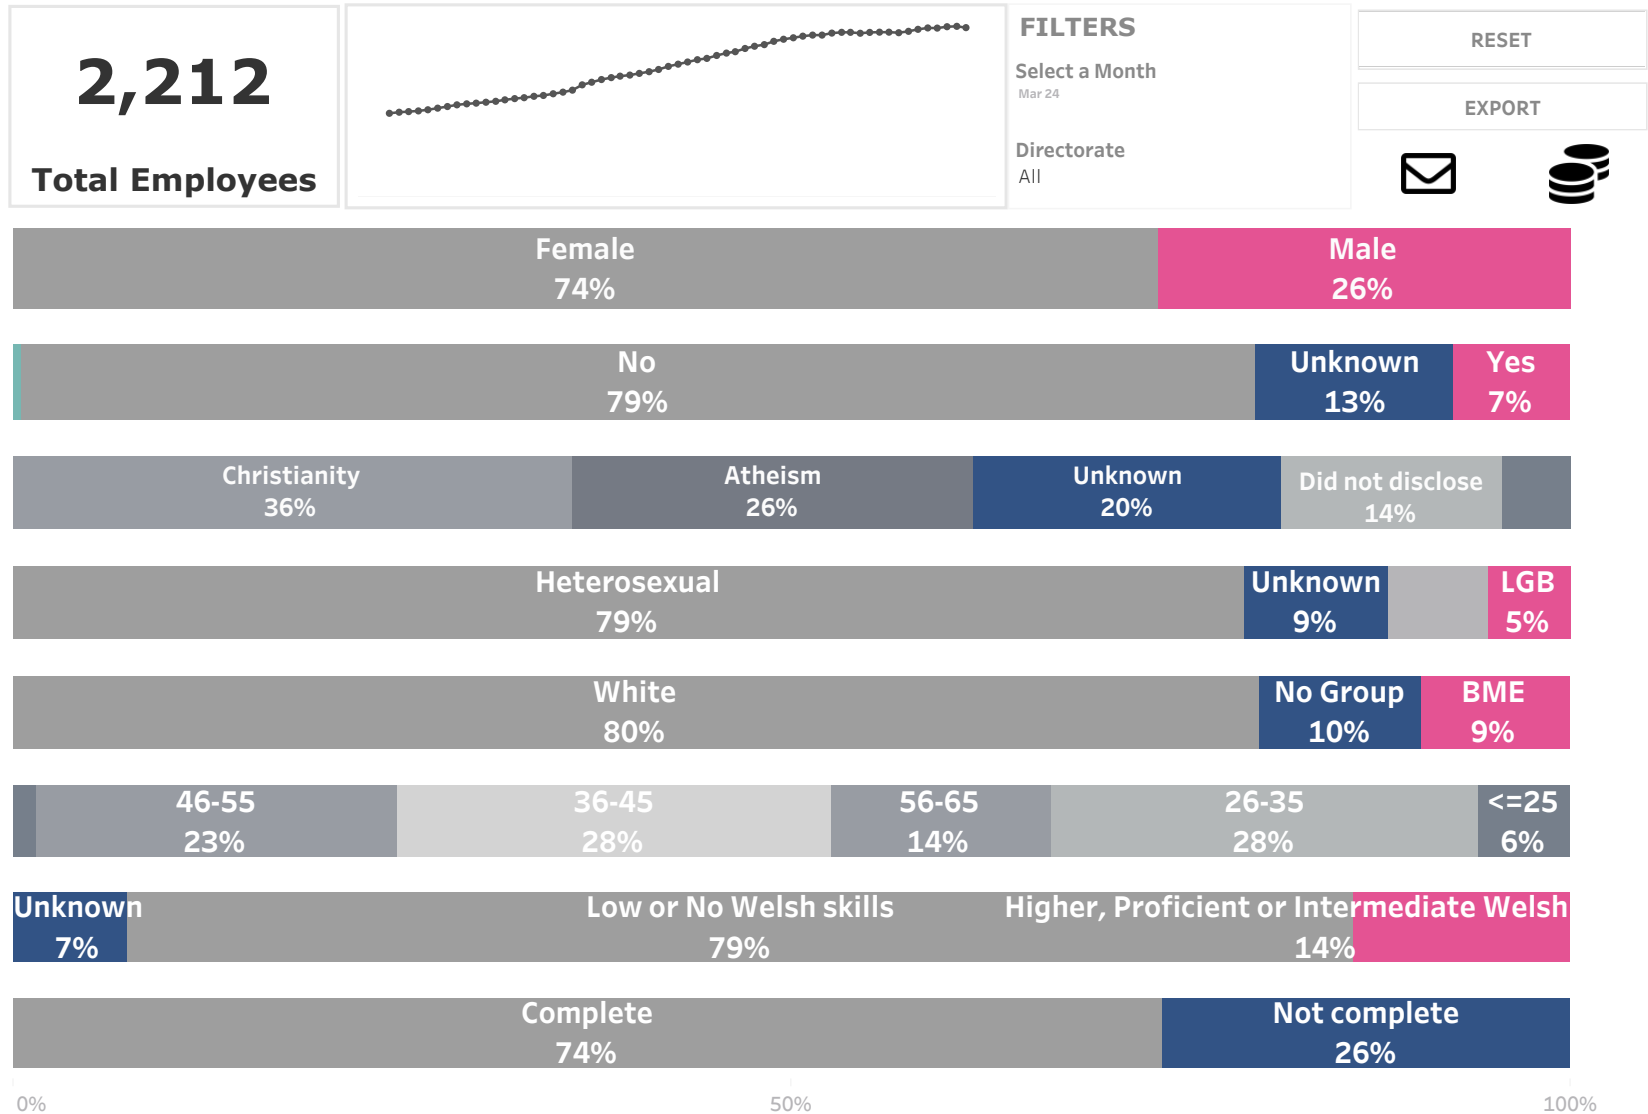 2,212
Total Employees
FILTERS
Select a Month
Mar 24
Directorate
All
RESET
EXPORT
Female
74%
Male
26%
No
79%
Unknown
13%
Yes
7%
Christianity
36%
Atheism
26%
Unknown
20%
Did not disclose
14%
Heterosexual
79%
Unknown
9%
LGB
5%
White
80%
No Group
10%
BME
9%
46-55
23%
36-45
28%
56-65
14%
26-35
28%
<=25
6%
Unknown
7%
Low or No Welsh skills
79%
Higher, Proficient or Intermediate Welsh
14%
Complete
74%
Not complete
26%
0%
50%
100%